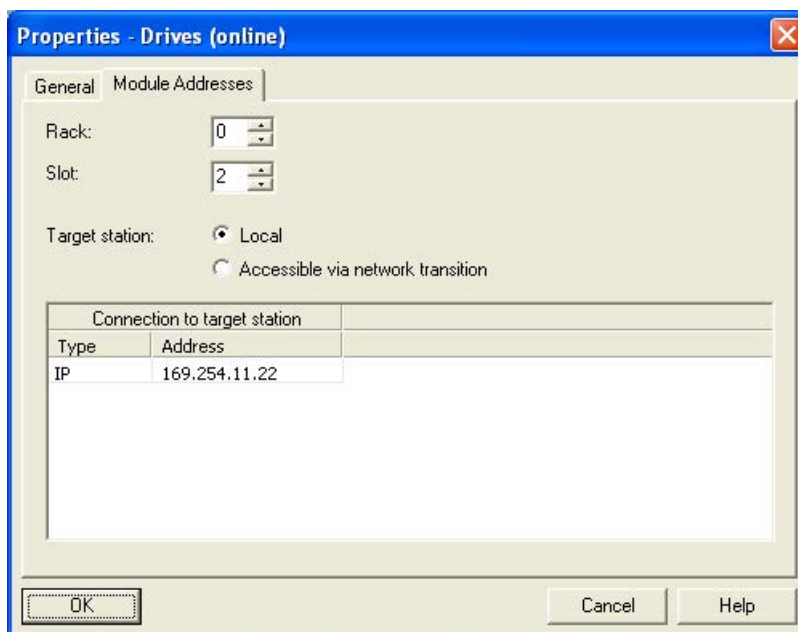 Properties - Drives (online)
General Module Addresses
Rack: 0
Slot: 2
Target station: Local
Accessible via network transition
Connection to target station
Type Address
IP 169.254.11.22
OK Cancel Help